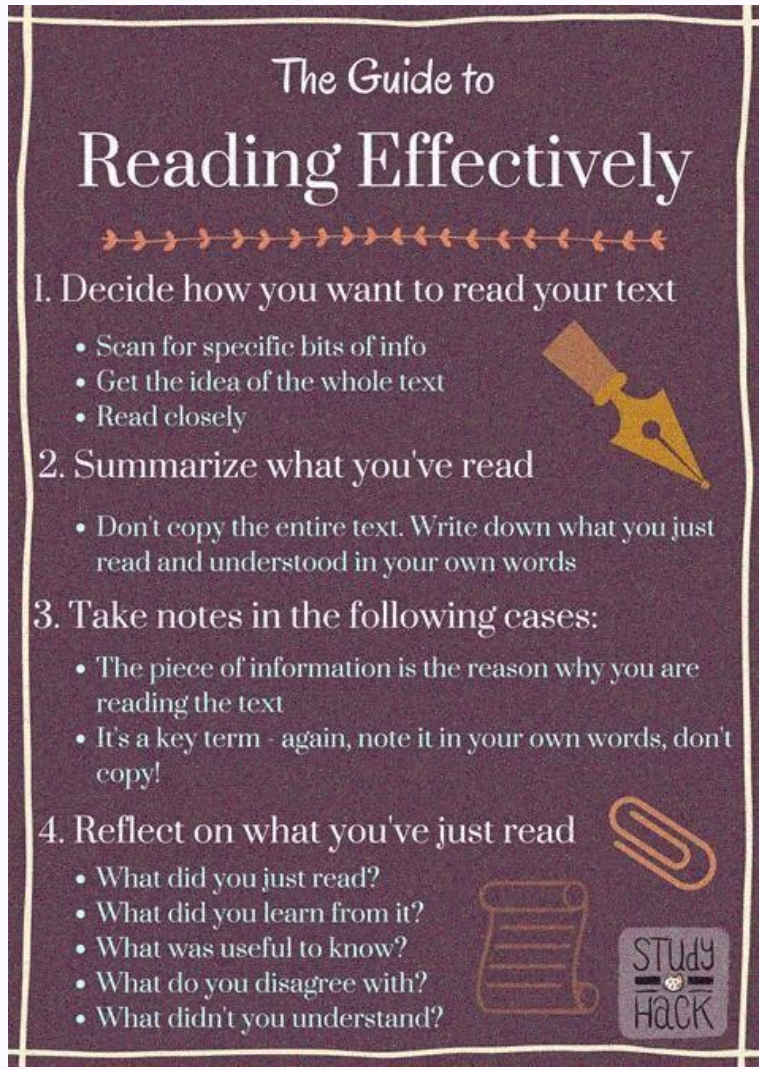 The Guide to
Reading Effectively
1. Decide how you want to read your text
• Scan for specific bits of info
• Get the idea of the whole text
• Read closely
2. Summarize what you've read
• Don't copy the entire text. Write down what you just
read and understood in your own words
3. Take notes in the following cases:
• The piece of information is the reason why you are
reading the text
• It's a key term - again, note it in your own words, don't
copy!
4. Reflect on what you've just read
• What did you just read?
• What did you learn from it?
• What was useful to know?
• What do you disagree with?
• What didn't you understand?
STUdY
HaCK